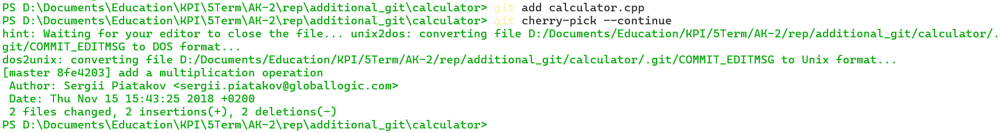 PS D:\Documents\Education\KPI\5Term\AK-2\rep\additional_git\calculator> git add calculator.cpp
PS D:\Documents\Education\KPI\5Term\AK-2\rep\additional_git\calculator> git cherry-pick --continue
hint: Waiting for your editor to close the file... unix2dos: converting file D:/Documents/Education/KPI/5Term/AK-2/rep/additional_git/calculator/.
git/COMMIT_EDITMSG to DOS format...
dos2unix: converting file D:/Documents/Education/KPI/5Term/AK-2/rep/additional_git/calculator/.git/COMMIT_EDITMSG to Unix format...
[master 8fe4203] add a multiplication operation
 Author: Sergii Piatakov <sergii.piatakov@globallogic.com>
 Date: Thu Nov 15 15:43:25 2018 +0200
 2 files changed, 2 insertions(+), 2 deletions(-)
PS D:\Documents\Education\KPI\5Term\AK-2\rep\additional_git\calculator>